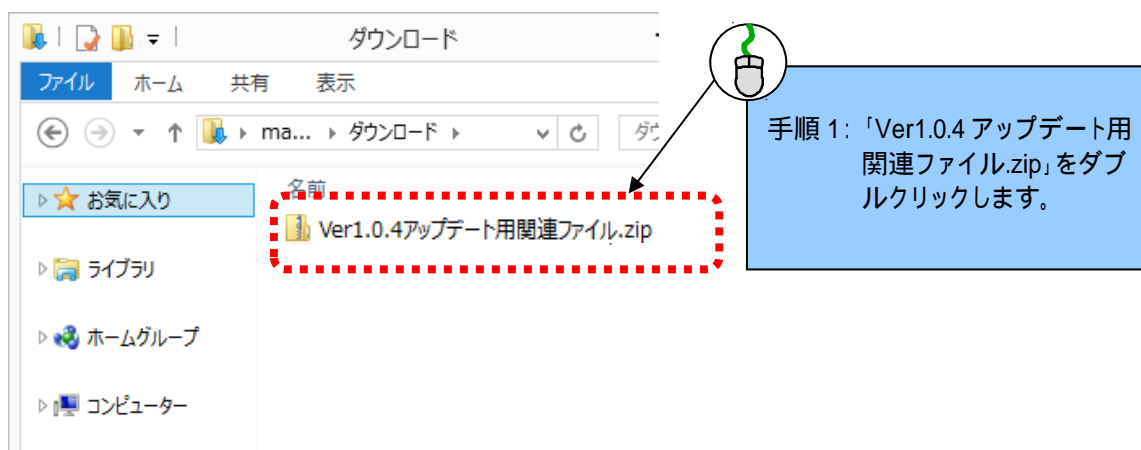 ダウンロード
ファイル ホーム 共有 表示
ma... ダウンロード
手順 1:「Ver1.0.4 アップデート用
関連ファイル.zip」をダブ
ルクリックします。
お気に入り
名前
Ver1.0.4アップデート用関連ファイル.zip
ライブラリ
ホームグループ
コンピューター